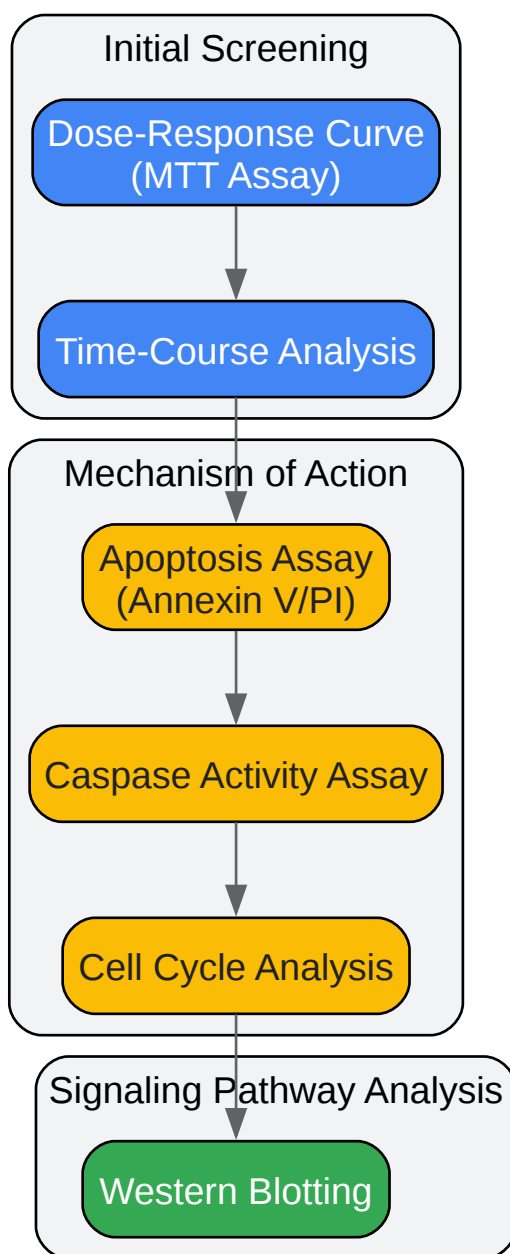 Initial Screening
Dose-Response Curve
(MTT Assay)
Time-Course Analysis
Mechanism of Action
Apoptosis Assay
(Annexin V/PI)
Caspase Activity Assay
Cell Cycle Analysis
Signaling Pathway Analysis
Western Blotting